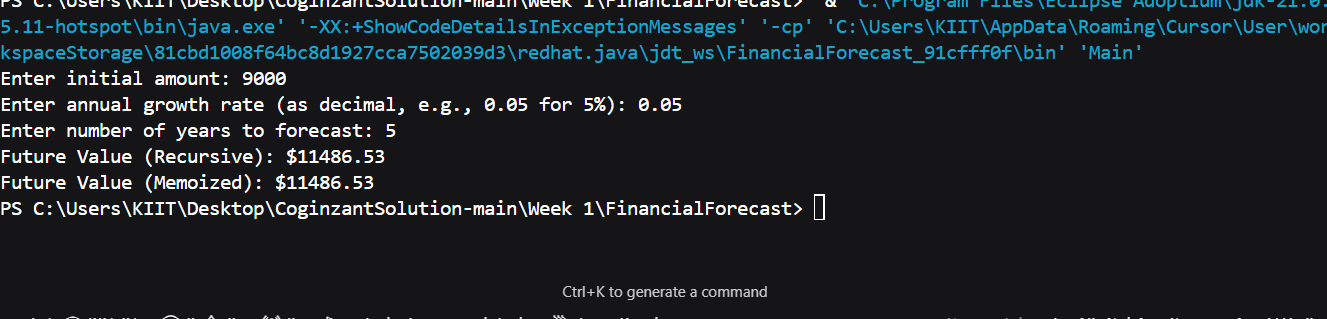 PS C:\Users\KIIT\Desktop\CoginzantSolution-main\Week 1\FinancialForecast> & 'C:\Program Files\Eclipse Adoptium\jdk-21.0.
5.11-hotspot\bin\java.exe' '-XX:+ShowCodeDetailsInExceptionMessages' '-cp' 'C:\Users\KIIT\AppData\Roaming\Cursor\User\wor
kspaceStorage\81cbd1008f64bc8d1927cca7502039d3\redhat.java\jdt_ws\FinancialForecast_91cfff0f\bin' 'Main'
Enter initial amount: 9000
Enter annual growth rate (as decimal, e.g., 0.05 for 5%): 0.05
Enter number of years to forecast: 5
Future Value (Recursive): $11486.53
Future Value (Memoized): $11486.53
PS C:\Users\KIIT\Desktop\CoginzantSolution-main\Week 1\FinancialForecast>
Ctrl+K to generate a command